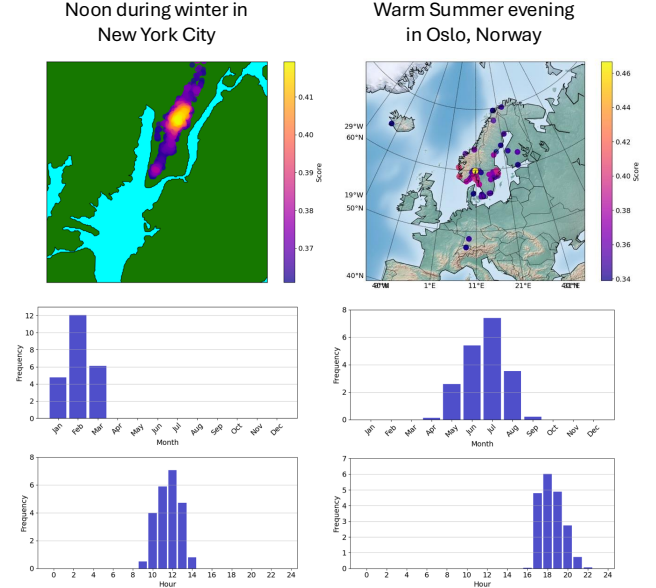 Noon during winter in
New York City
Warm Summer evening
in Oslo, Norway
0.41
0.40
0.39
0.38
0.37
Score
29°W
60°N
19°W
50°N
40°N
1°E
11°E
21°E
0.46
0.44
0.42
0.40
0.38
0.36
0.34
Score
Frequency
12
10
8
6
4
2
0
Jan Feb Mar Apr May Jun Jul Aug Sep Oct Nov Dec
Month
Frequency
8
6
4
2
0
Jan Feb Mar Apr May Jun Jul Aug Sep Oct Nov Dec
Month
Frequency
8
6
4
2
0
0 2 4 6 8 10 12 14 16 18 20 22 24
Hour
Frequency
7
6
5
4
3
2
1
0
0 2 4 6 8 10 12 14 16 18 20 22 24
Hour